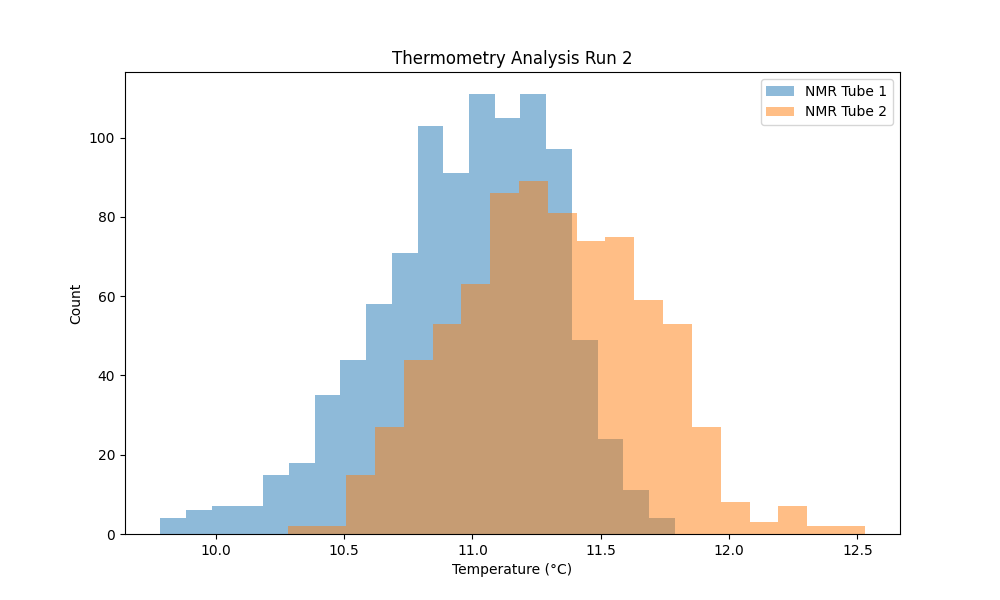 Thermometry Analysis Run 2
NMR Tube 1
NMR Tube 2
100
80
60
40
20
0
Count
10.0 10.5 11.0 11.5 12.0 12.5
Temperature (°C)